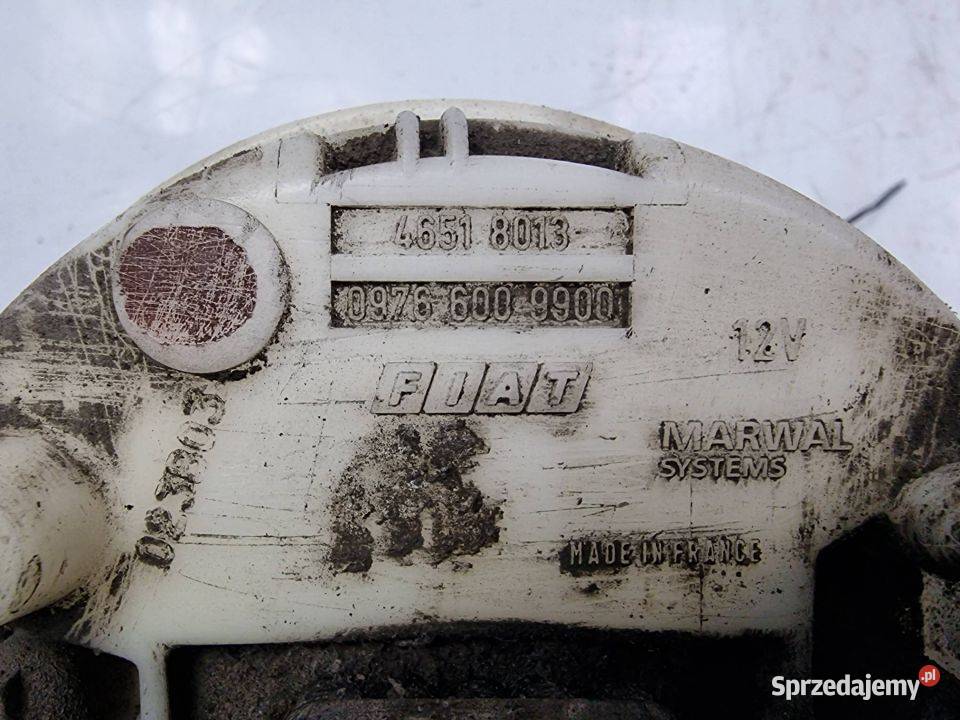 4651 8013
0976 600 9900
12V
FIAT
MARWAL
SYSTEMS
MADE IN FRANCE
Sprzedajemy.pl